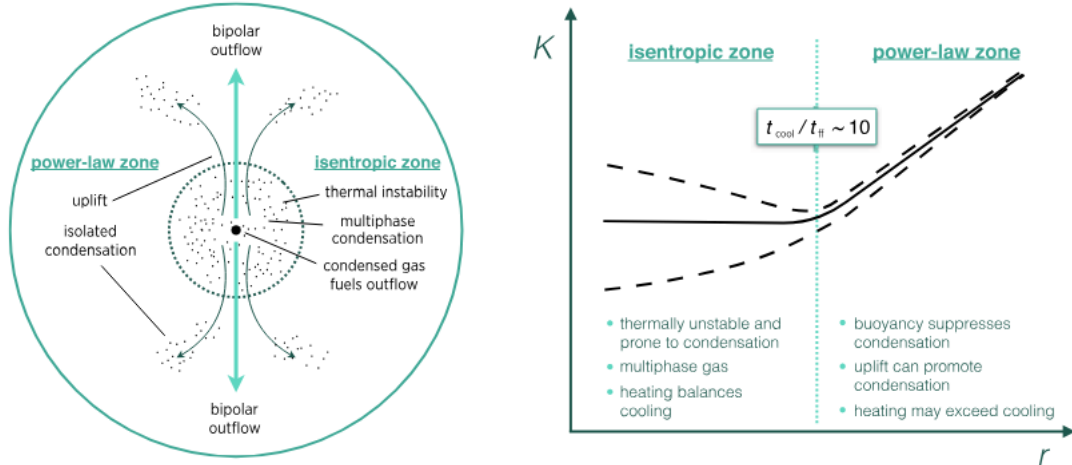 bipolar
outflow
power-law zone
isentropic zone
uplift
thermal instability
isolated
condensation
multiphase
condensation
condensed gas
fuels outflow
bipolar
outflow
K
isentropic zone
power-law zone
t cool / t ff ~ 10
• thermally unstable and
prone to condensation
• multiphase gas
• heating balances
cooling
• buoyancy suppresses
condensation
• uplift can promote
condensation
• heating may exceed cooling
r